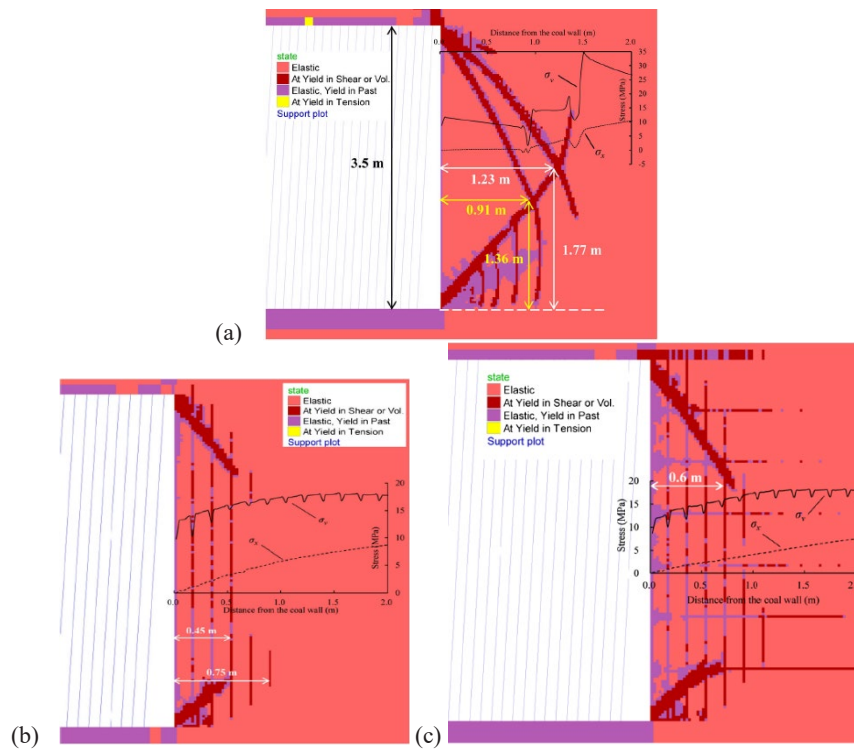 Distance from the coal wall (m)
0.0 0.5 1.0 1.5 2.0
state
Elastic
At Yield in Shear or Vol.
Elastic, Yield in Past
At Yield in Tension
Support plot
35
30
25
20
15
10
5
0
-5
Stress (MPa)
σv
σx
3.5 m
1.23 m
0.91 m
1.36 m
1.77 m
(a)
state
Elastic
At Yield in Shear or Vol.
Elastic, Yield in Past
At Yield in Tension
Support plot
20
15
10
5
0
Stress (MPa)
σv
σx
0.0 0.5 1.0 1.5 2.0
Distance from the coal wall (m)
0.45 m
0.75 m
(b)
state
Elastic
At Yield in Shear or Vol.
Elastic, Yield in Past
At Yield in Tension
Support plot
0.6 m
20
15
10
5
0
Stress (MPa)
σx
σv
0.0 0.5 1.0 1.5 2.0
Distance from the coal wall (m)
(c)